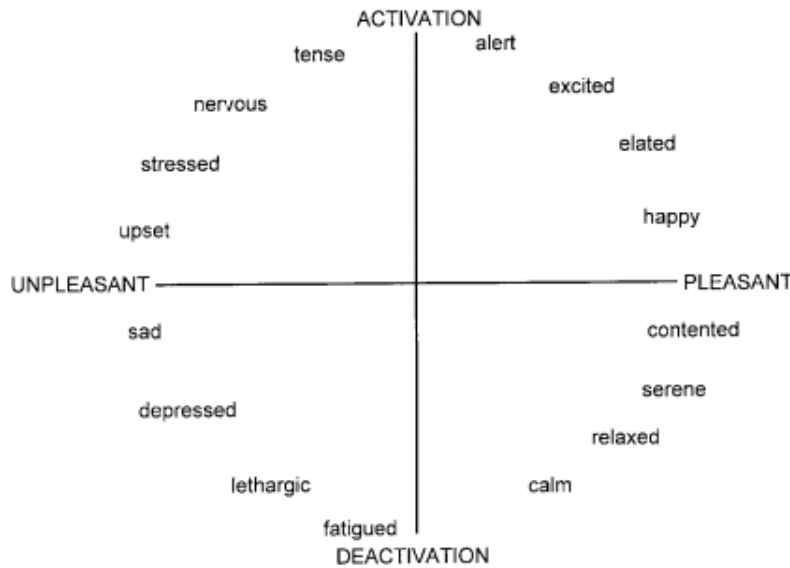 ACTIVATION
tense
alert
nervous
excited
stressed
elated
upset
happy
UNPLEASANT
PLEASANT
sad
contented
depressed
serene
relaxed
lethargic
calm
fatigued
DEACTIVATION